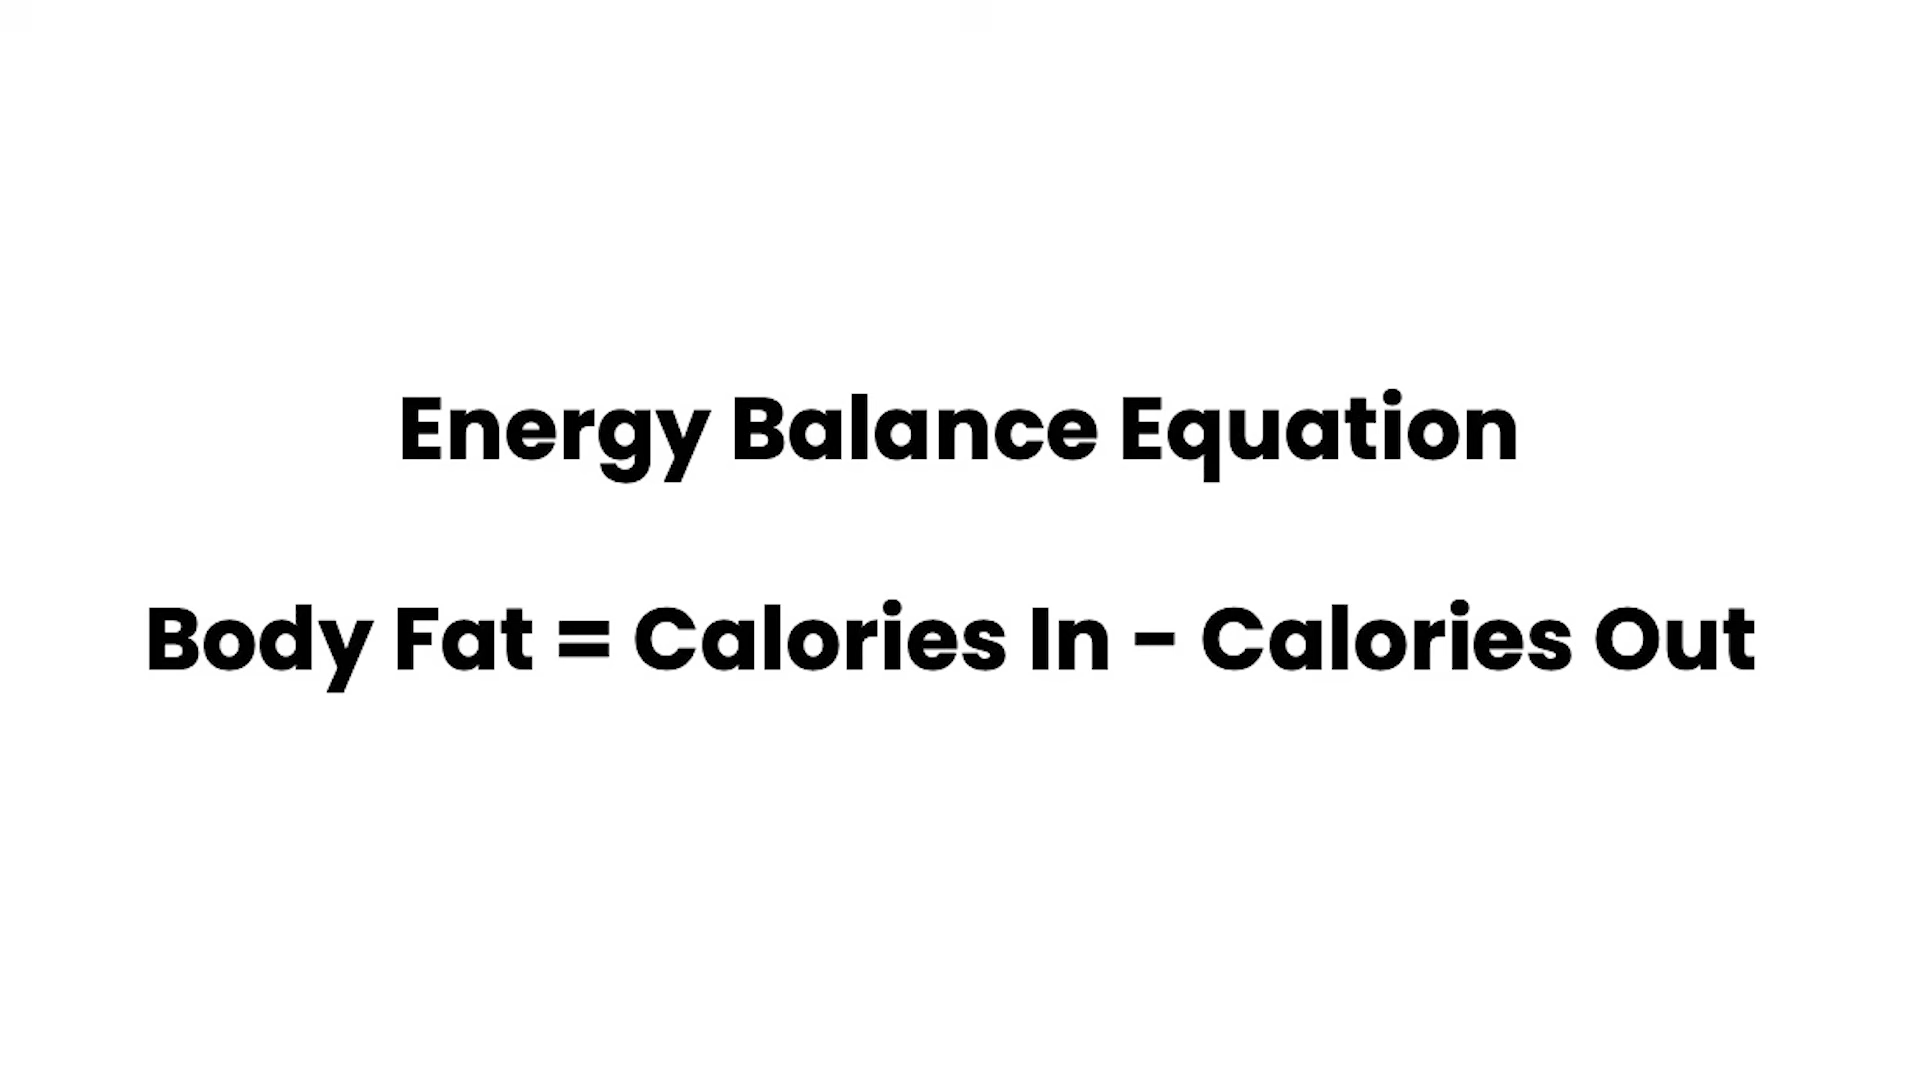 Energy Balance Equation
Body Fat = Calories In - Calories Out